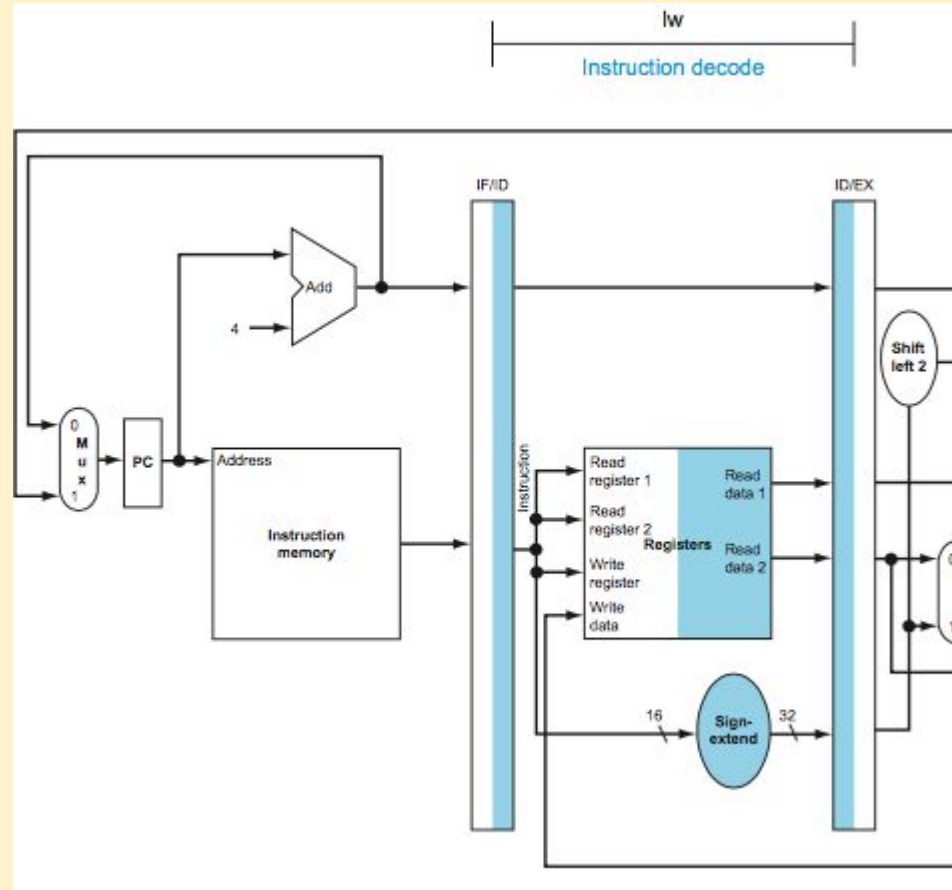 lw
Instruction decode
IF/ID
ID/EX
Add
4
Shift
left 2
0
M
u
x
1
PC
Address
Instruction
memory
Instruction
Read
register 1
Read
register 2
Write
register
Write
data
Registers
Read
data 1
Read
data 2
16
Sign-
extend
32